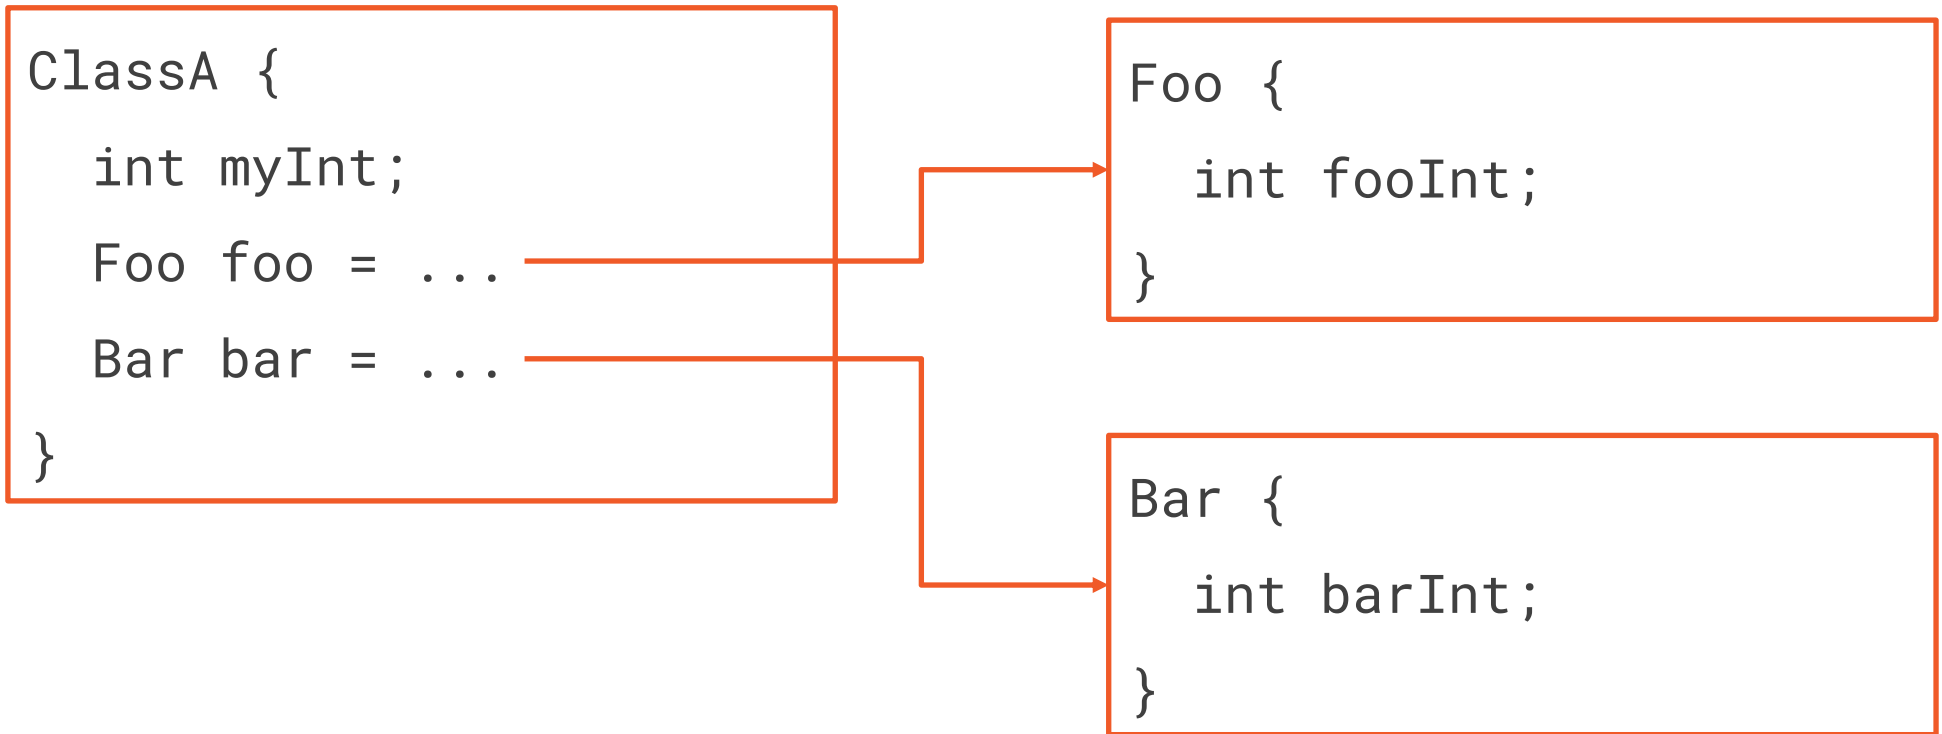 ClassA {
  int myInt;
  Foo foo = ...
  Bar bar = ...
}
Foo {
  int fooInt;
}
Bar {
  int barInt;
}